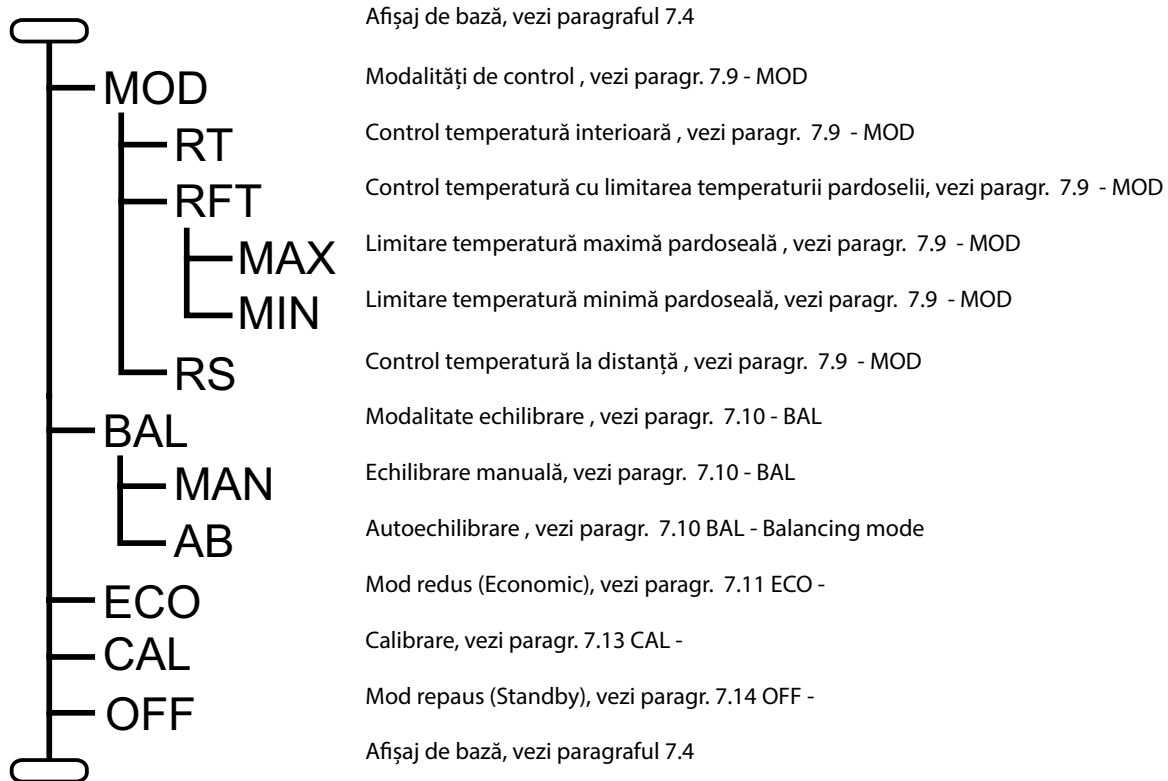 Afișaj de bază, vezi paragraful 7.4
MOD Modalități de control , vezi paragr. 7.9 - MOD
RT Control temperatură interioară , vezi paragr. 7.9 - MOD
RFT Control temperatură cu limitarea temperaturii pardoselii, vezi paragr. 7.9 - MOD
MAX Limitare temperatură maximă pardoseală , vezi paragr. 7.9 - MOD
MIN Limitare temperatură minimă pardoseală, vezi paragr. 7.9 - MOD
RS Control temperatură la distanță , vezi paragr. 7.9 - MOD
BAL Modalitate echilibrare , vezi paragr. 7.10 - BAL
MAN Echilibrare manuală, vezi paragr. 7.10 - BAL
AB Autoechilibrare , vezi paragr. 7.10 BAL - Balancing mode
ECO Mod redus (Economic), vezi paragr. 7.11 ECO -
CAL Calibrare, vezi paragr. 7.13 CAL -
OFF Mod repaus (Standby), vezi paragr. 7.14 OFF -
Afișaj de bază, vezi paragraful 7.4